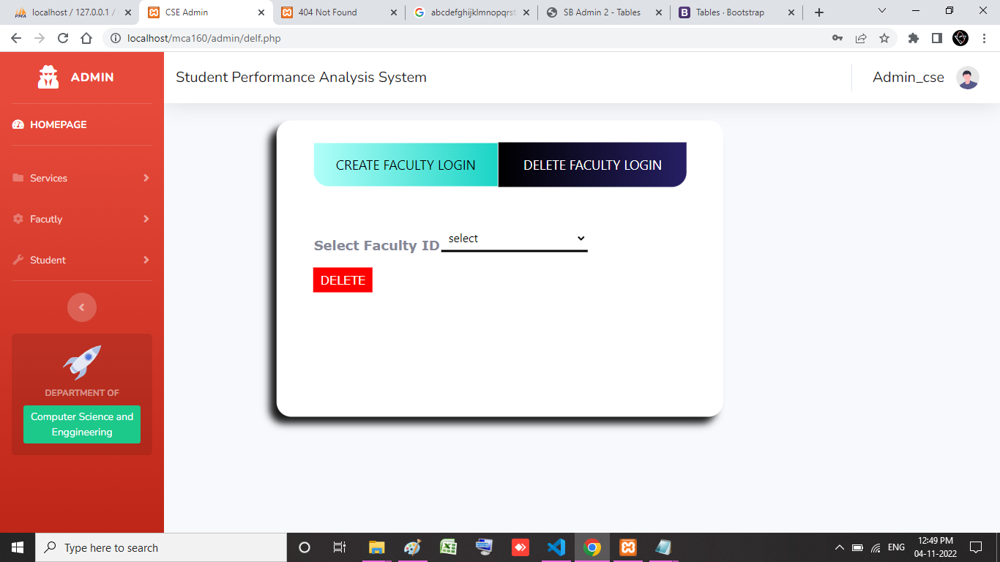 localhost / 127.0.0.1 /
CSE Admin
404 Not Found
abcdefghijklmnopqrst
SB Admin 2 - Tables
Tables · Bootstrap
localhost/mca160/admin/delf.php
ADMIN
Student Performance Analysis System
Admin_cse
HOMEPAGE
CREATE FACULTY LOGIN
DELETE FACULTY LOGIN
Services
Facutly
Student
Select Faculty ID
select
DELETE
DEPARTMENT OF
Computer Science and
Enggineering
Type here to search
ENG
12:49 PM
04-11-2022